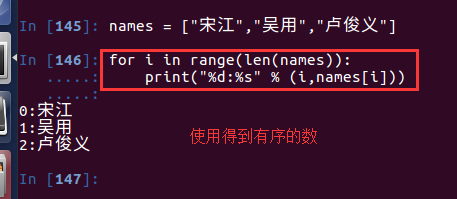 In [145]: names = ["宋江","吴用","卢俊义"]
In [146]: for i in range(len(names)):
.....:     print("%d:%s" % (i,names[i]))
.....:
0:宋江
1:吴用
2:卢俊义
使用得到有序的数
In [147]: